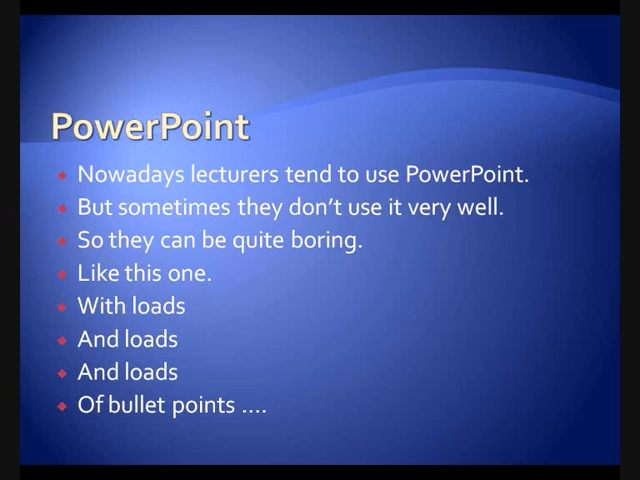 PowerPoint
Nowadays lecturers tend to use PowerPoint.
But sometimes they don’t use it very well.
So they can be quite boring.
Like this one.
With loads
And loads
And loads
Of bullet points ….